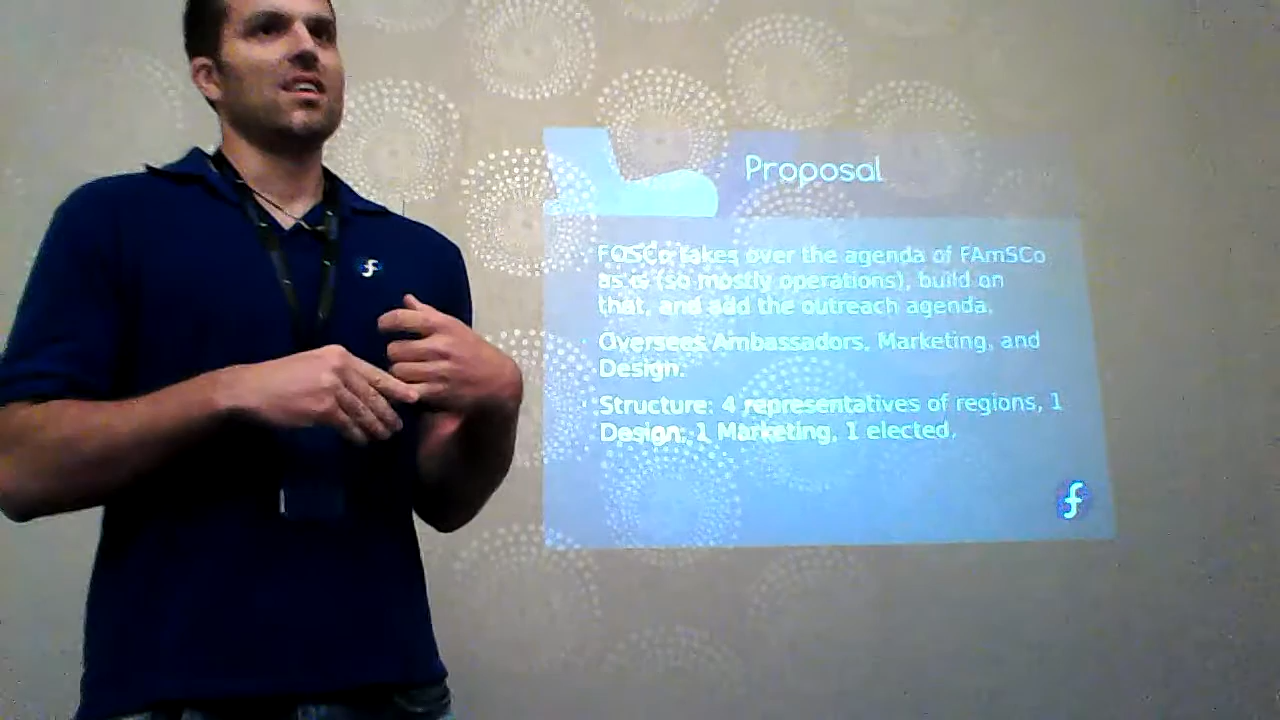 Proposal
FOSCo takes over the agenda of FAmSCo
as is (so mostly operations), build on
that, and add the outreach agenda.
Oversees Ambassadors, Marketing, and
Design.
Structure: 4 representatives of regions, 1
Design, 1 Marketing, 1 elected.